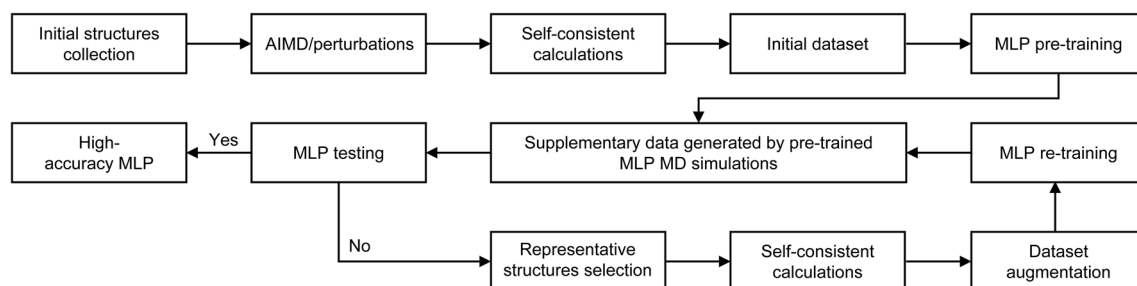 Initial structures
collection
AIMD/perturbations
Self-consistent
calculations
Initial dataset
MLP pre-training
High-
accuracy MLP
Yes
MLP testing
Supplementary data generated by pre-trained
MLP MD simulations
MLP re-training
No
Representative
structures selection
Self-consistent
calculations
Dataset
augmentation